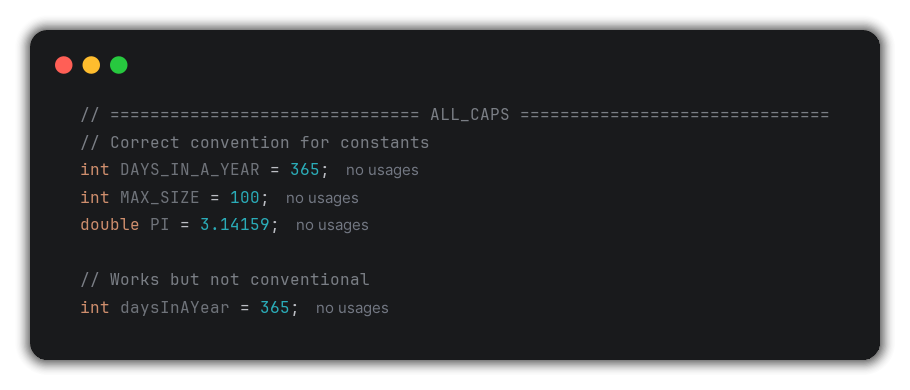 // =============================== ALL_CAPS ===============================
// Correct convention for constants
int DAYS_IN_A_YEAR = 365; no usages
int MAX_SIZE = 100; no usages
double PI = 3.14159; no usages
// Works but not conventional
int daysInAYear = 365; no usages